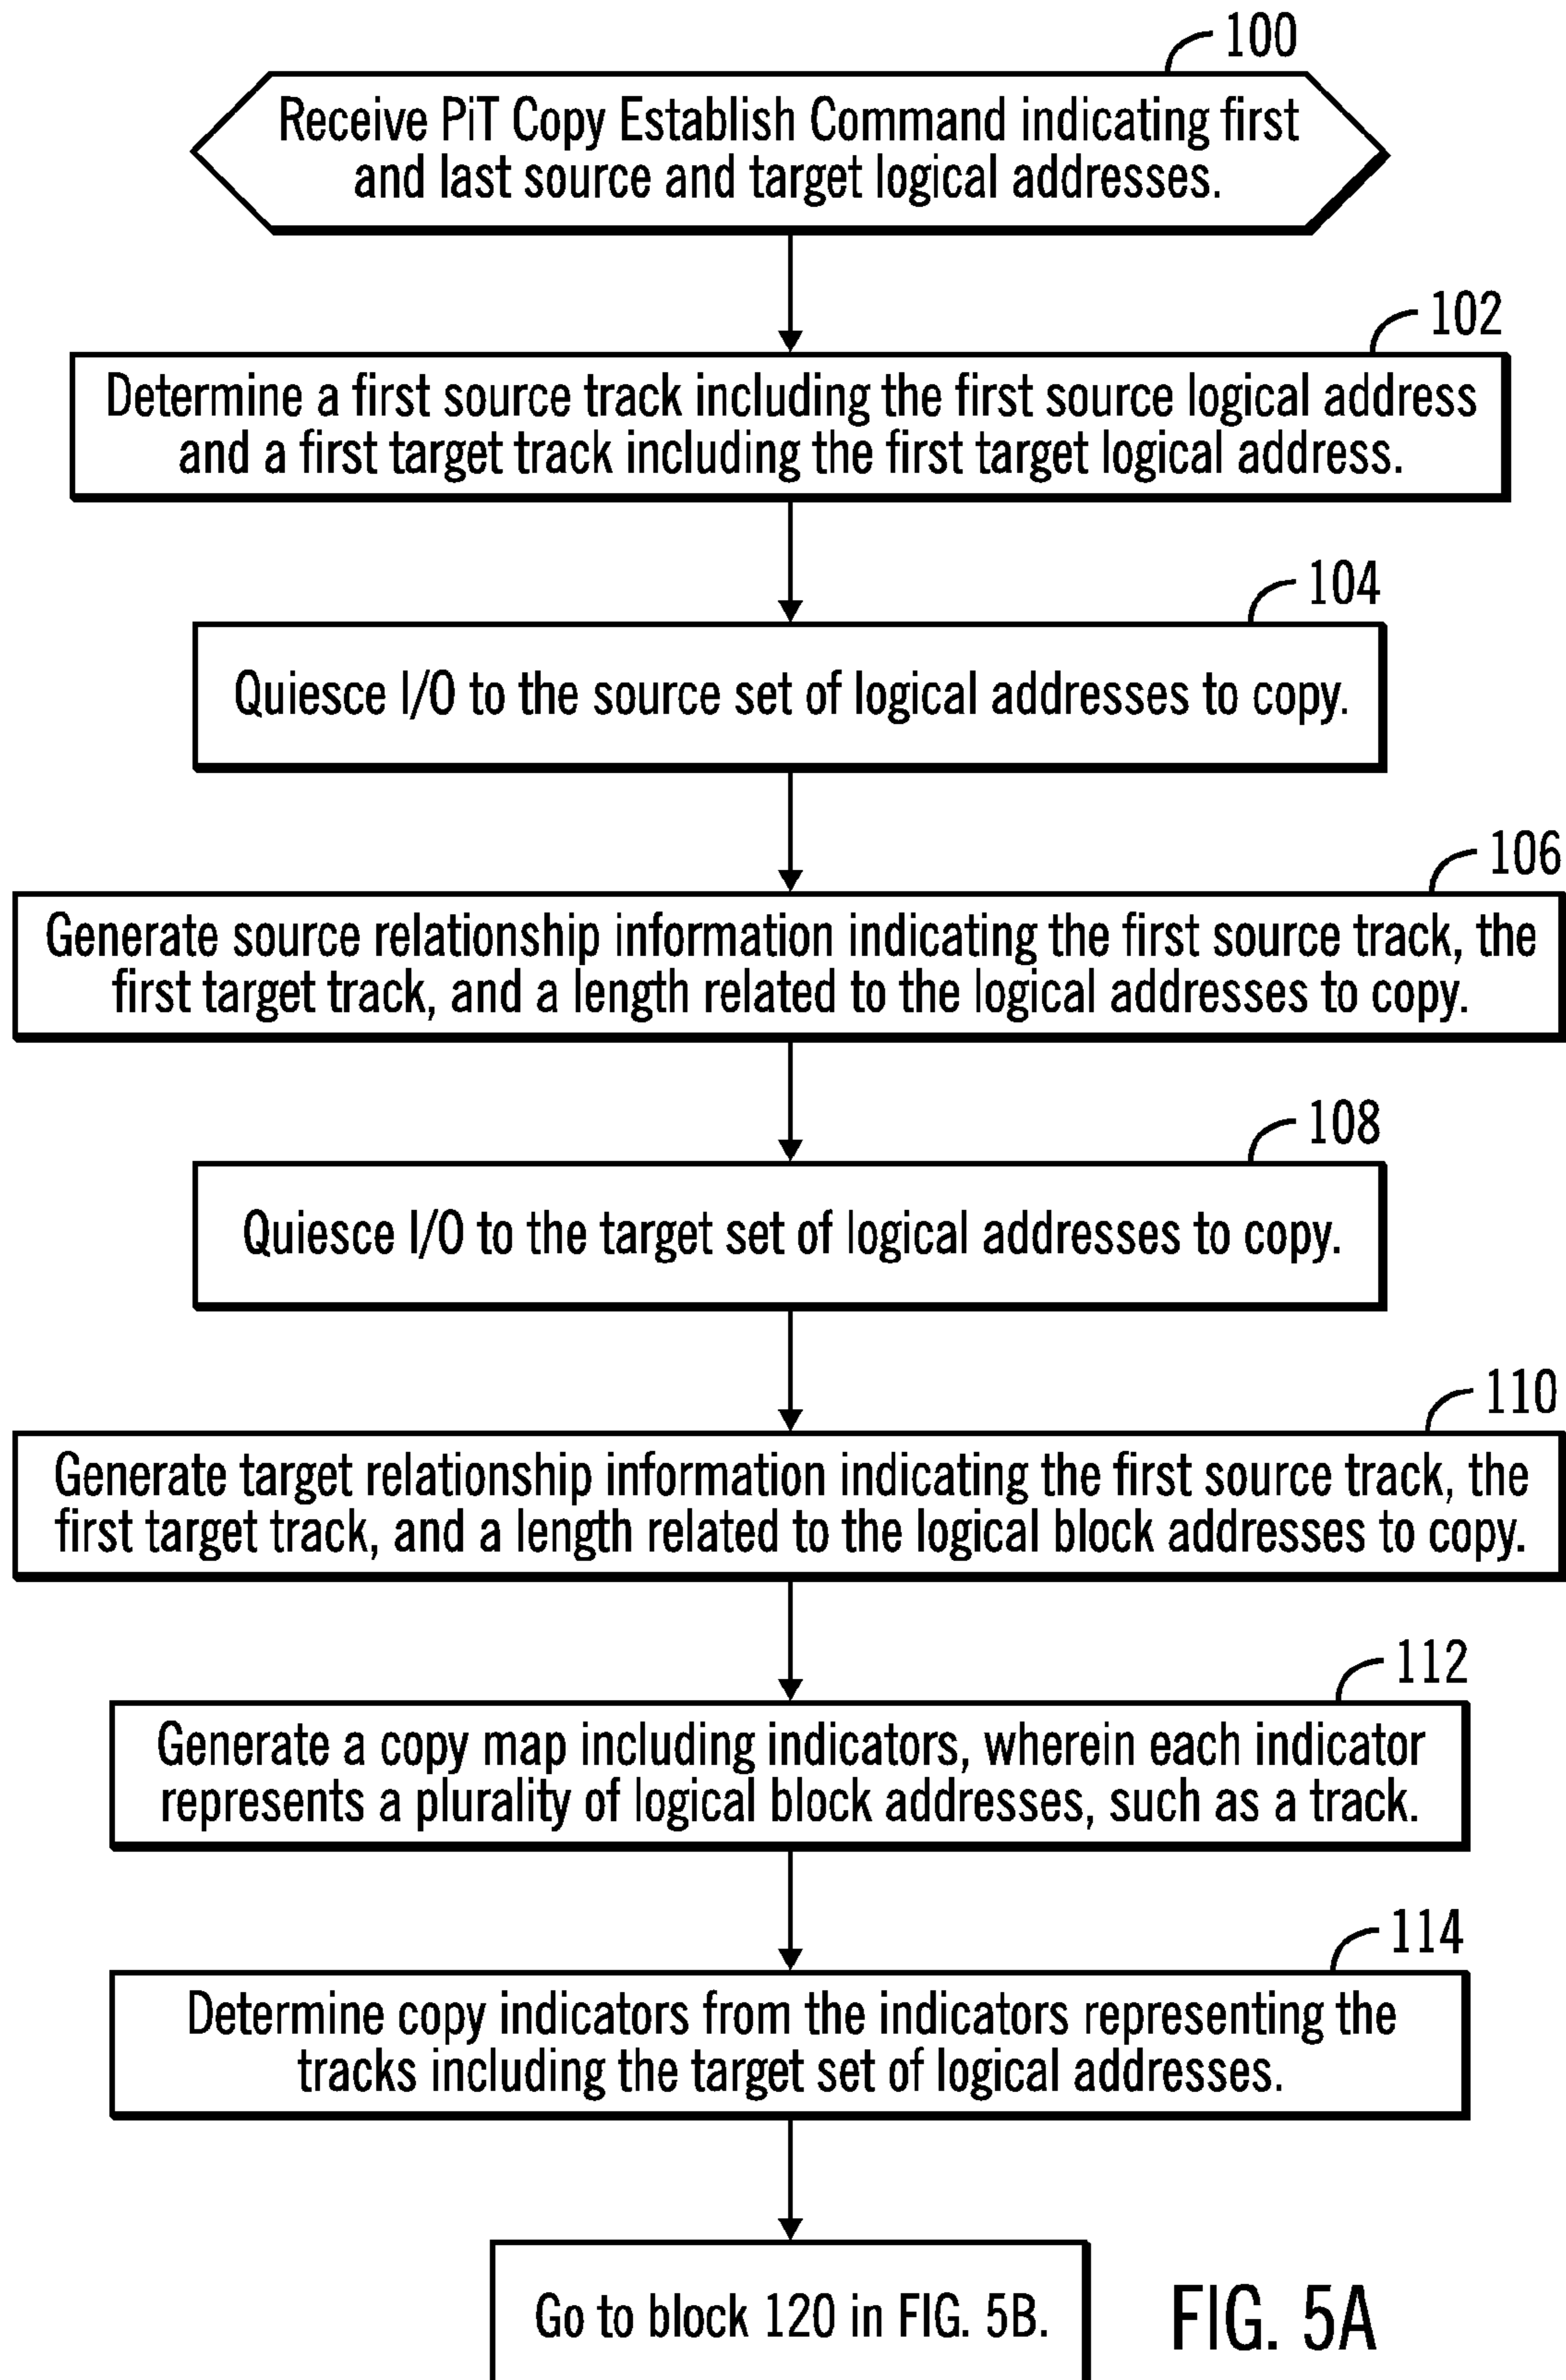 100
Receive PiT Copy Establish Command indicating first
and last source and target logical addresses.
102
Determine a first source track including the first source logical address
and a first target track including the first target logical address.
104
Quiesce I/O to the source set of logical addresses to copy.
106
Generate source relationship information indicating the first source track, the
first target track, and a length related to the logical addresses to copy.
108
Quiesce I/O to the target set of logical addresses to copy.
110
Generate target relationship information indicating the first source track, the
first target track, and a length related to the logical block addresses to copy.
112
Generate a copy map including indicators, wherein each indicator
represents a plurality of logical block addresses, such as a track.
114
Determine copy indicators from the indicators representing the
tracks including the target set of logical addresses.
Go to block 120 in FIG. 5B.
FIG. 5A